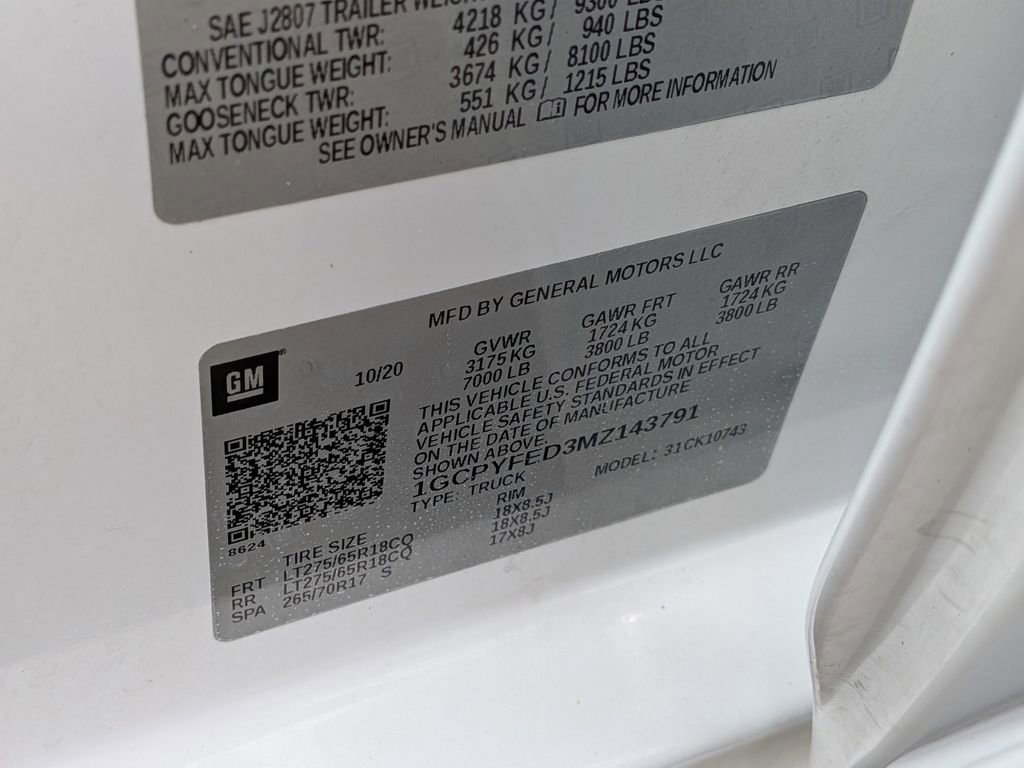 SAE J2807 TRAILER WEIGHT
CONVENTIONAL TWR: 4218 KG/ 9300 LBS
MAX TONGUE WEIGHT: 426 KG/ 940 LBS
GOOSENECK TWR: 3674 KG/ 8100 LBS
MAX TONGUE WEIGHT: 551 KG/ 1215 LBS
SEE OWNER'S MANUAL FOR MORE INFORMATION
MFD BY GENERAL MOTORS LLC
GM
10/20
GVWR GAWR FRT GAWR RR
3175 KG 1724 KG 1724 KG
7000 LB 3800 LB 3800 LB
THIS VEHICLE CONFORMS TO ALL
APPLICABLE U.S. FEDERAL MOTOR
VEHICLE SAFETY STANDARDS IN EFFECT
ON THE DATE OF MANUFACTURE
SHOWN ABOVE.
1GCPYFED3MZ143791
TYPE: TRUCK MODEL: 31CK10743
8624
TIRE SIZE RIM
FRT LT275/65R18CQ 18X8.5J
RR LT275/65R18CQ 18X8.5J
SPA 265/70R17 S 17X8J